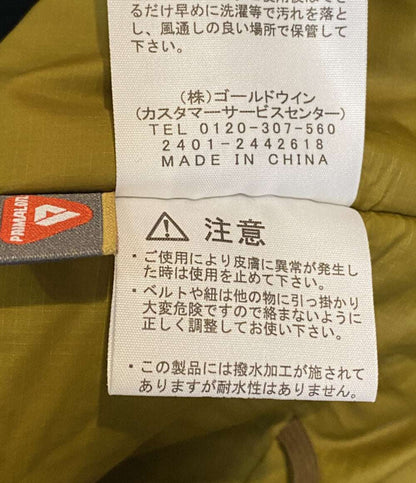 るだけ早めに洗濯等で汚れを落と
し、風通しの良い場所で保管して
下さい。
(株)ゴールドウイン
(カスタマーサービスセンター)
TEL 0120-307-560
2401-2442618
MADE IN CHINA
PRIMALOFT
注意
・ご使用により皮膚に異常が発生し
た時は使用を止めて下さい。
・ベルトや紐は他の物に引っ掛かり
大変危険ですので絡まないように
正しく調整してお使い下さい。
・この製品には撥水加工が施されて
ありますが耐水性はありません。